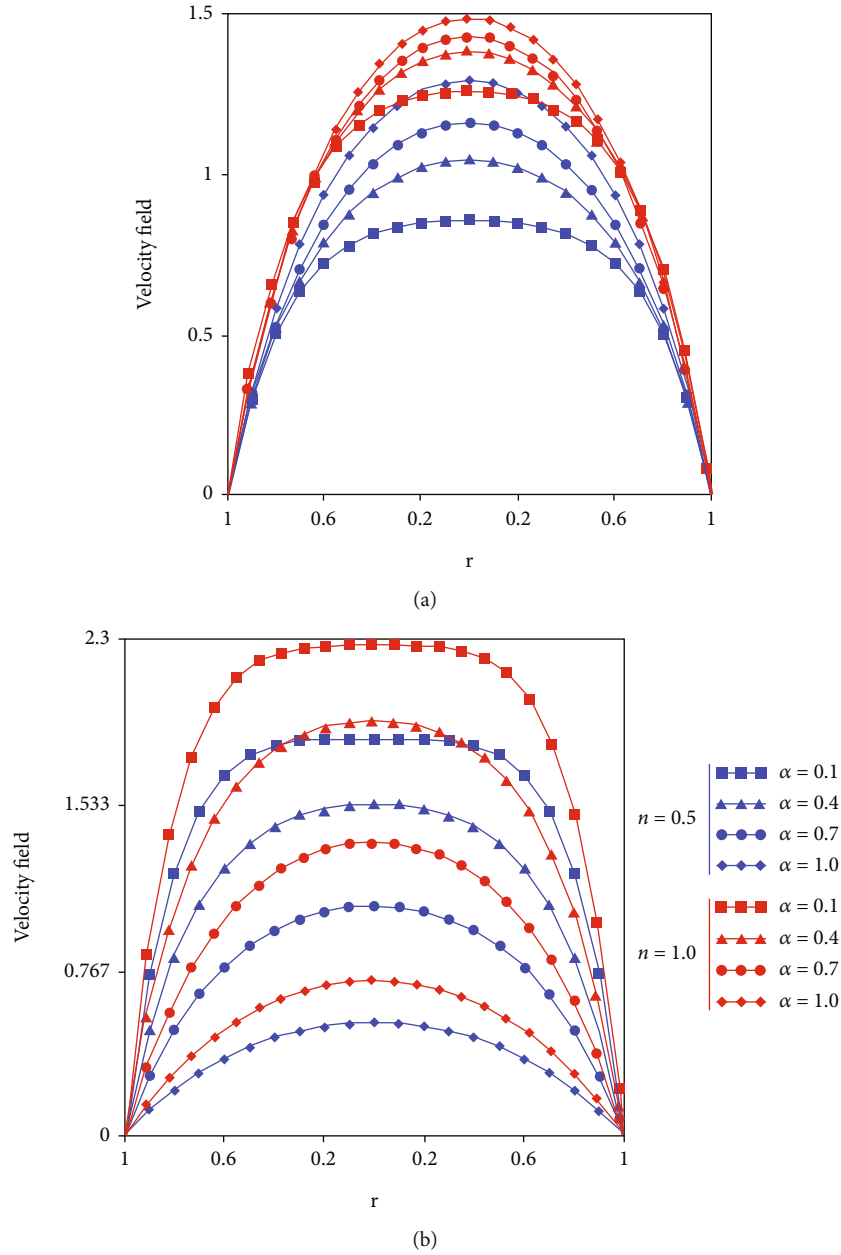 1.5
1
0.5
0
Velocity field
1 0.6 0.2 0.2 0.6 1
r
(a)
2.3
1.533
0.767
0
Velocity field
1 0.6 0.2 0.2 0.6 1
r
(b)
n = 0.5
α = 0.1
α = 0.4
α = 0.7
α = 1.0
n = 1.0
α = 0.1
α = 0.4
α = 0.7
α = 1.0